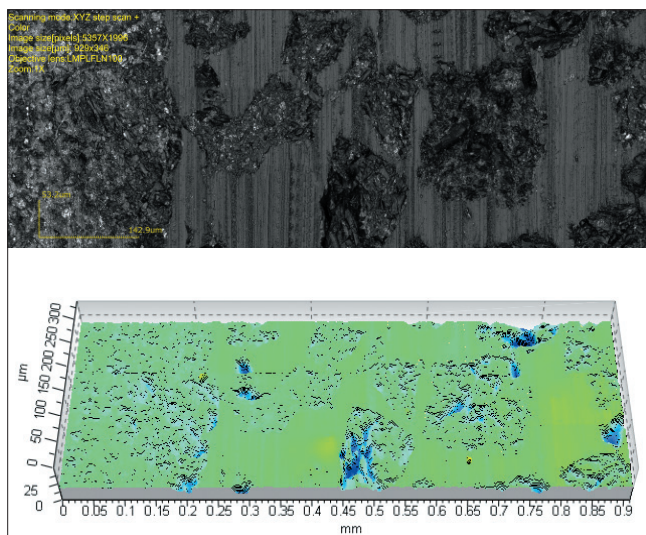 Scanning mode:XYZ step scan +
Color
Image size[pixels]:5357X1996
Image size[µm]: 929x346
Objective lens:LMPLFLN100
Zoom:1X
142.9µm
300
250
200
150
100
50
0
µm
25
0
0 0.05 0.1 0.15 0.2 0.25 0.3 0.35 0.4 0.45 0.5 0.55 0.6 0.65 0.7 0.75 0.8 0.85 0.9
mm